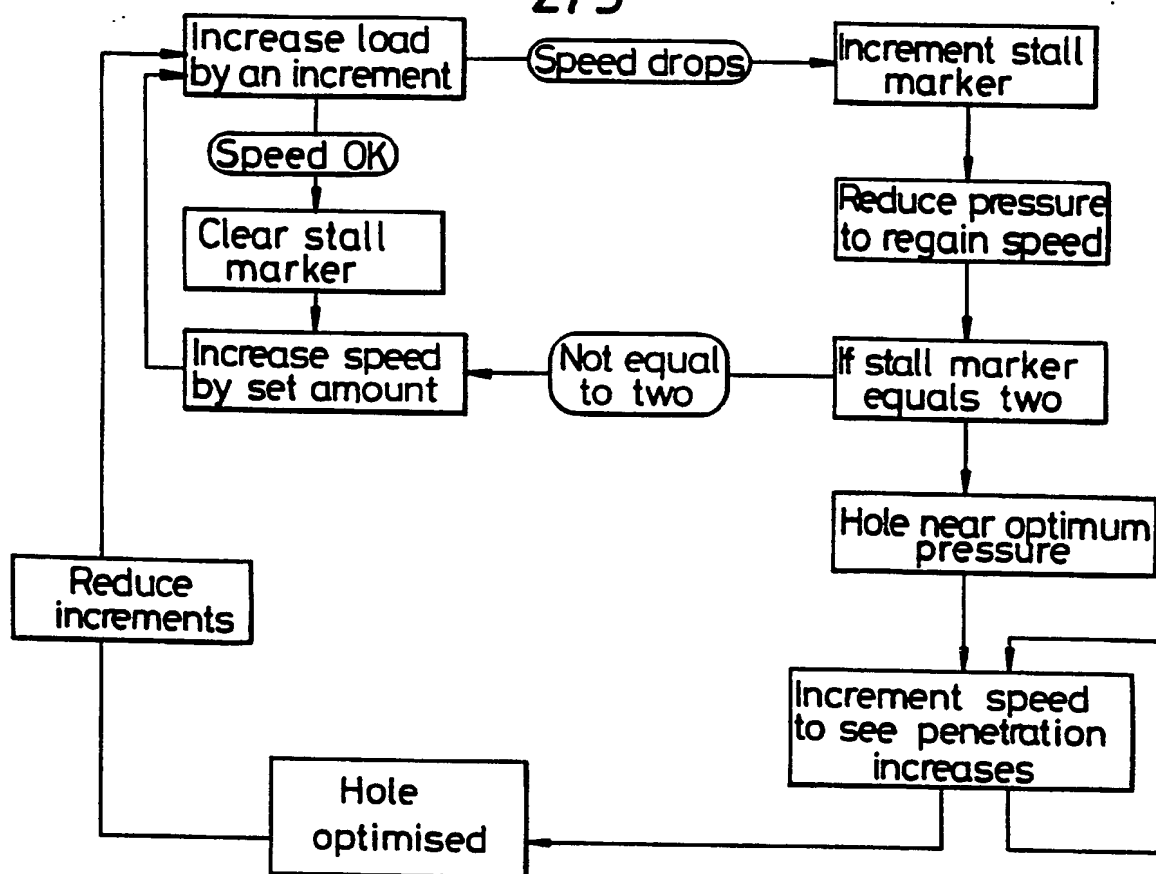 Increase load
by an increment
Speed drops
Increment stall
marker
Speed OK
Reduce pressure
to regain speed
Clear stall
marker
Increase speed
by set amount
Not equal
to two
If stall marker
equals two
Hole near optimum
pressure
Reduce
increments
Increment speed
to see penetration
increases
Hole
optimised